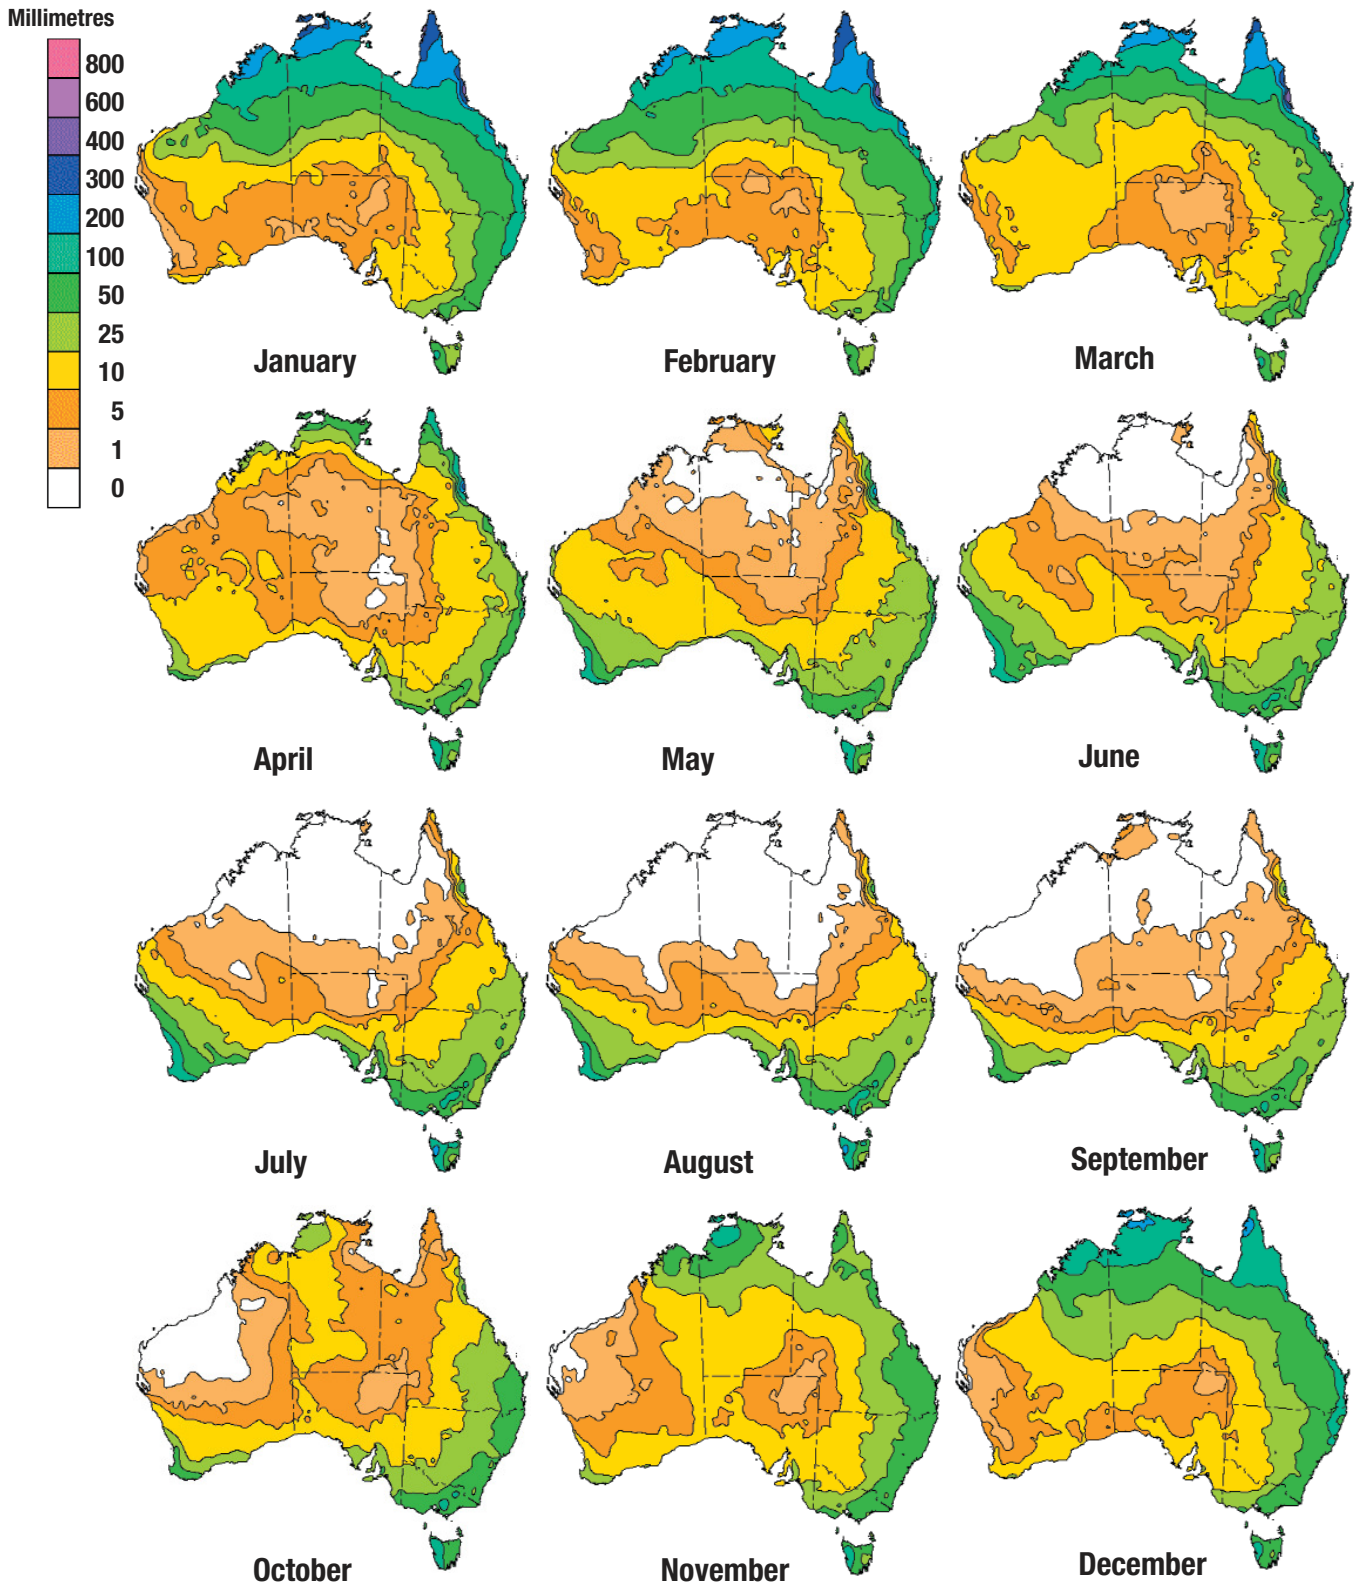 Millimetres
800
600
400
300
200
100
50
25
10
5
1
0
January
February
March
April
May
June
July
August
September
October
November
December